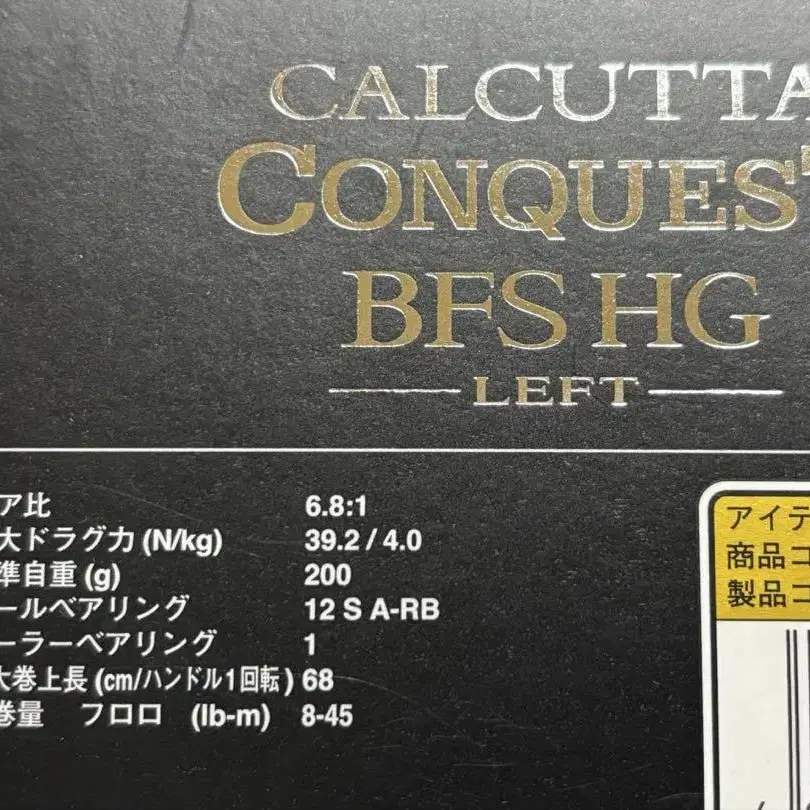 CALCUTTA
CONQUEST
BFS HG
LEFT
ア比 6.8:1
大ドラグ力 (N/kg) 39.2 / 4.0
準自重 (g) 200
ールベアリング 12 S A-RB
ーラーベアリング 1
大巻上長 (cm/ハンドル1回転) 68
巻量 フロロ (lb-m) 8-45
アイテ
商品コ
製品コ